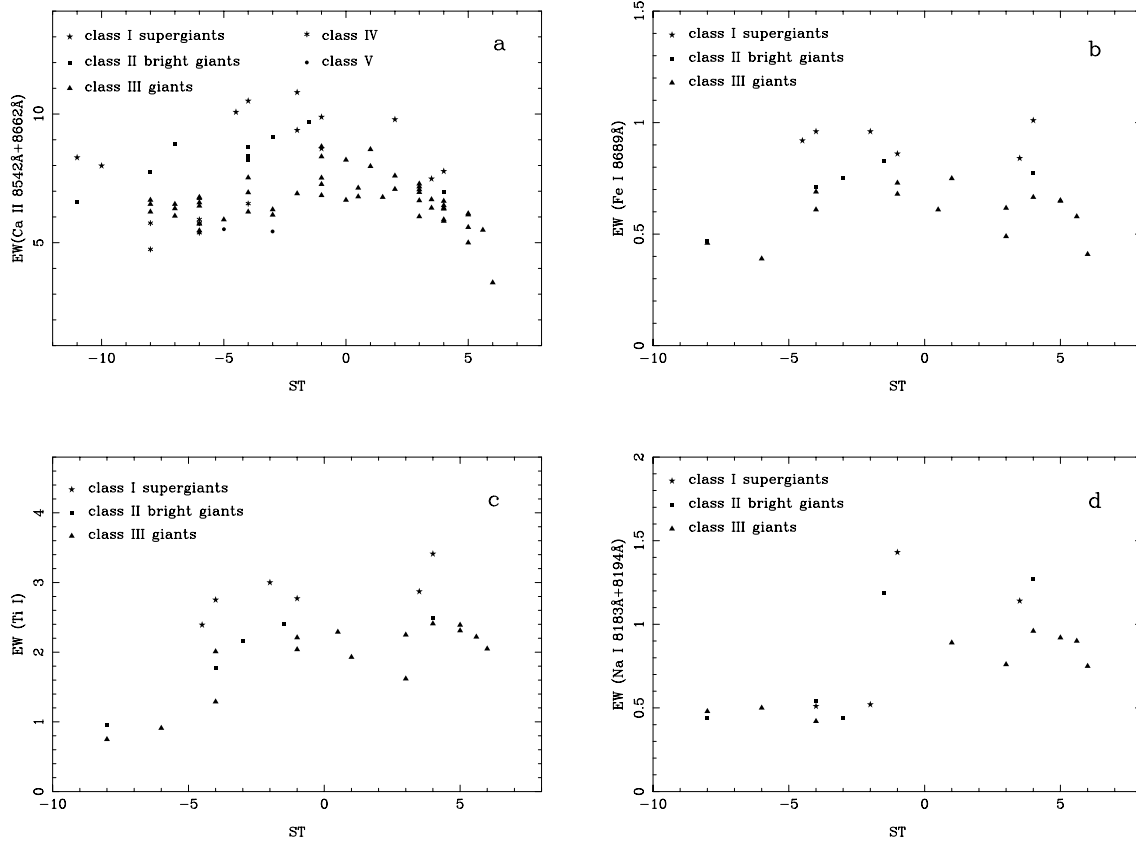 class I supergiants
class II bright giants
class III giants
class IV
class V
a
10
5
EW(Ca II 8542Å+8662Å)
−10
−5
0
5
ST
class I supergiants
class II bright giants
class III giants
b
1.5
1
0.5
0
EW (Fe I 8689Å)
−10
−5
0
5
ST
class I supergiants
class II bright giants
class III giants
c
4
3
2
1
0
EW (Ti I)
−10
−5
0
5
ST
class I supergiants
class II bright giants
class III giants
d
2
1.5
1
0.5
0
EW (Na I 8183Å+8194Å)
−10
−5
0
5
ST